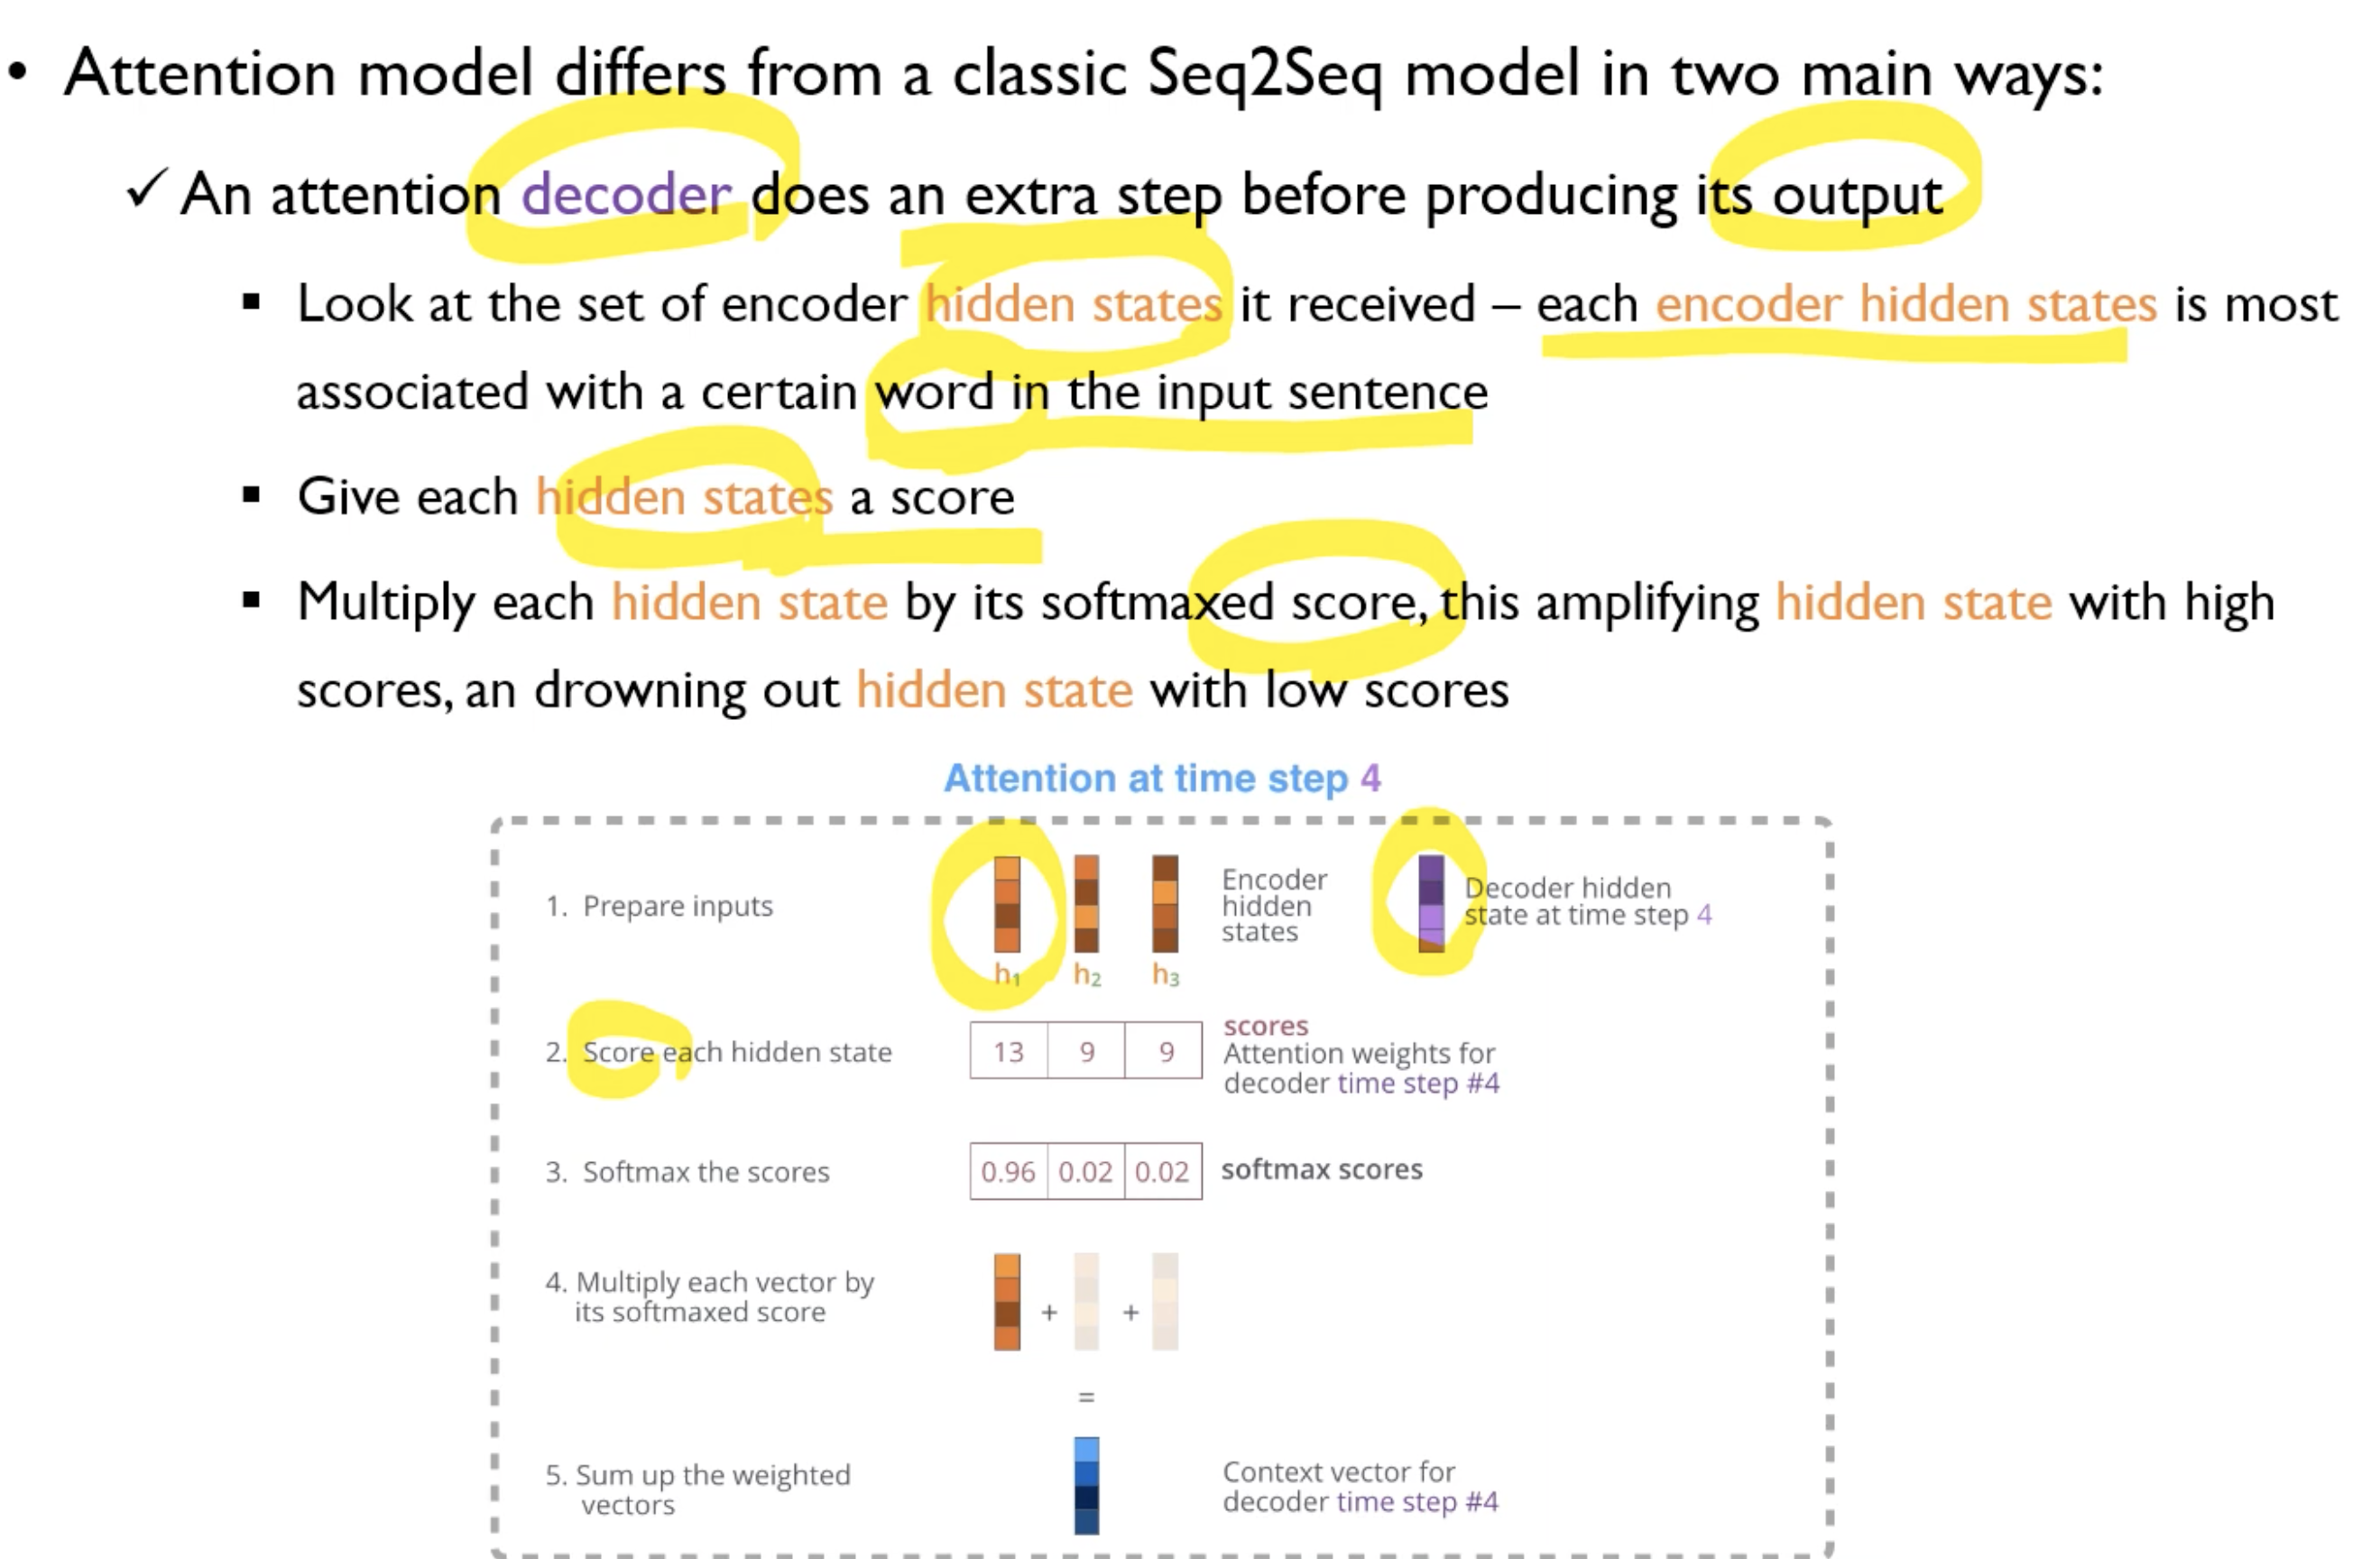 • Attention model differs from a classic Seq2Seq model in two main ways:
✓ An attention decoder does an extra step before producing its output
▪ Look at the set of encoder hidden states it received – each encoder hidden states is most
associated with a certain word in the input sentence
▪ Give each hidden states a score
▪ Multiply each hidden state by its softmaxed score, this amplifying hidden state with high
scores, an drowning out hidden state with low scores
Attention at time step 4
1. Prepare inputs
h₁ h₂ h₃
Encoder
hidden
states
Decoder hidden
state at time step 4
2. Score each hidden state
13 9 9
scores
Attention weights for
decoder time step #4
3. Softmax the scores
0.96 0.02 0.02
softmax scores
4. Multiply each vector by
its softmaxed score
+ +
=
5. Sum up the weighted
vectors
Context vector for
decoder time step #4